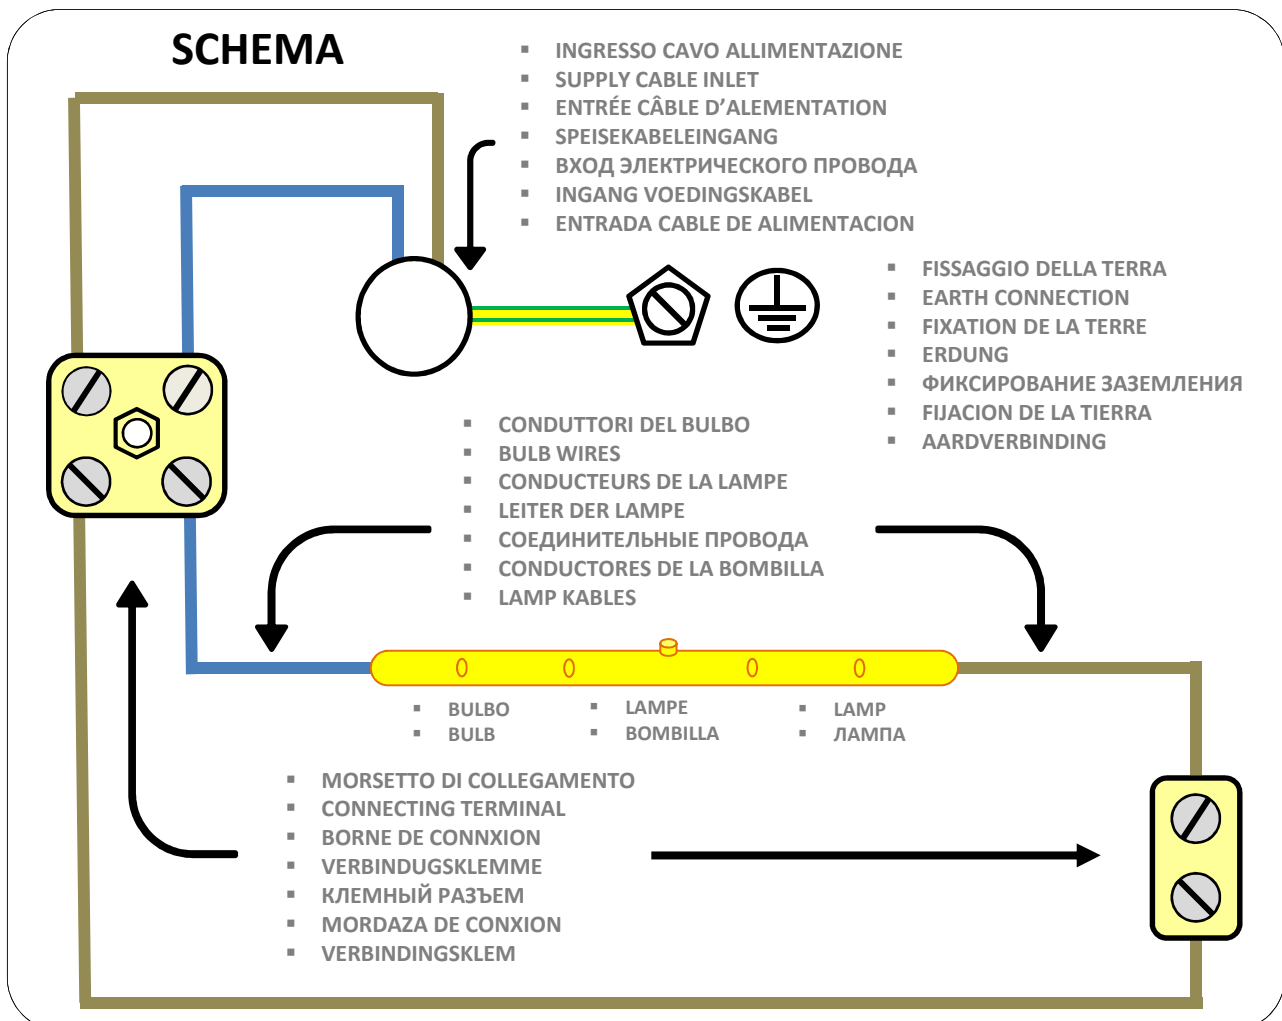 SCHEMA
INGRESSO CAVO ALLIMENTAZIONE
SUPPLY CABLE INLET
ENTRÉE CÂBLE D’ALEMENTATION
SPEISEKABELEINGANG
ВХОД ЭЛЕКТРИЧЕСКОГО ПРОВОДА
INGANG VOEDINGSKABEL
ENTRADA CABLE DE ALIMENTACION
FISSAGGIO DELLA TERRA
EARTH CONNECTION
FIXATION DE LA TERRE
ERDUNG
ФИКСИРОВАНИЕ ЗАЗЕМЛЕНИЯ
FIJACION DE LA TIERRA
AARDVERBINDING
CONDUTTORI DEL BULBO
BULB WIRES
CONDUCTEURS DE LA LAMPE
LEITER DER LAMPE
СОЕДИНИТЕЛЬНЫЕ ПРОВОДА
CONDUCTORES DE LA BOMBILLA
LAMP KABLES
BULBO
BULB
LAMPE
BOMBILLA
LAMP
ЛАМПА
MORSETTO DI COLLEGAMENTO
CONNECTING TERMINAL
BORNE DE CONNXION
VERBINDUGSKLEMME
КЛЕМНЫЙ РАЗЪЕМ
MORDAZA DE CONXION
VERBINDINGSKLEM